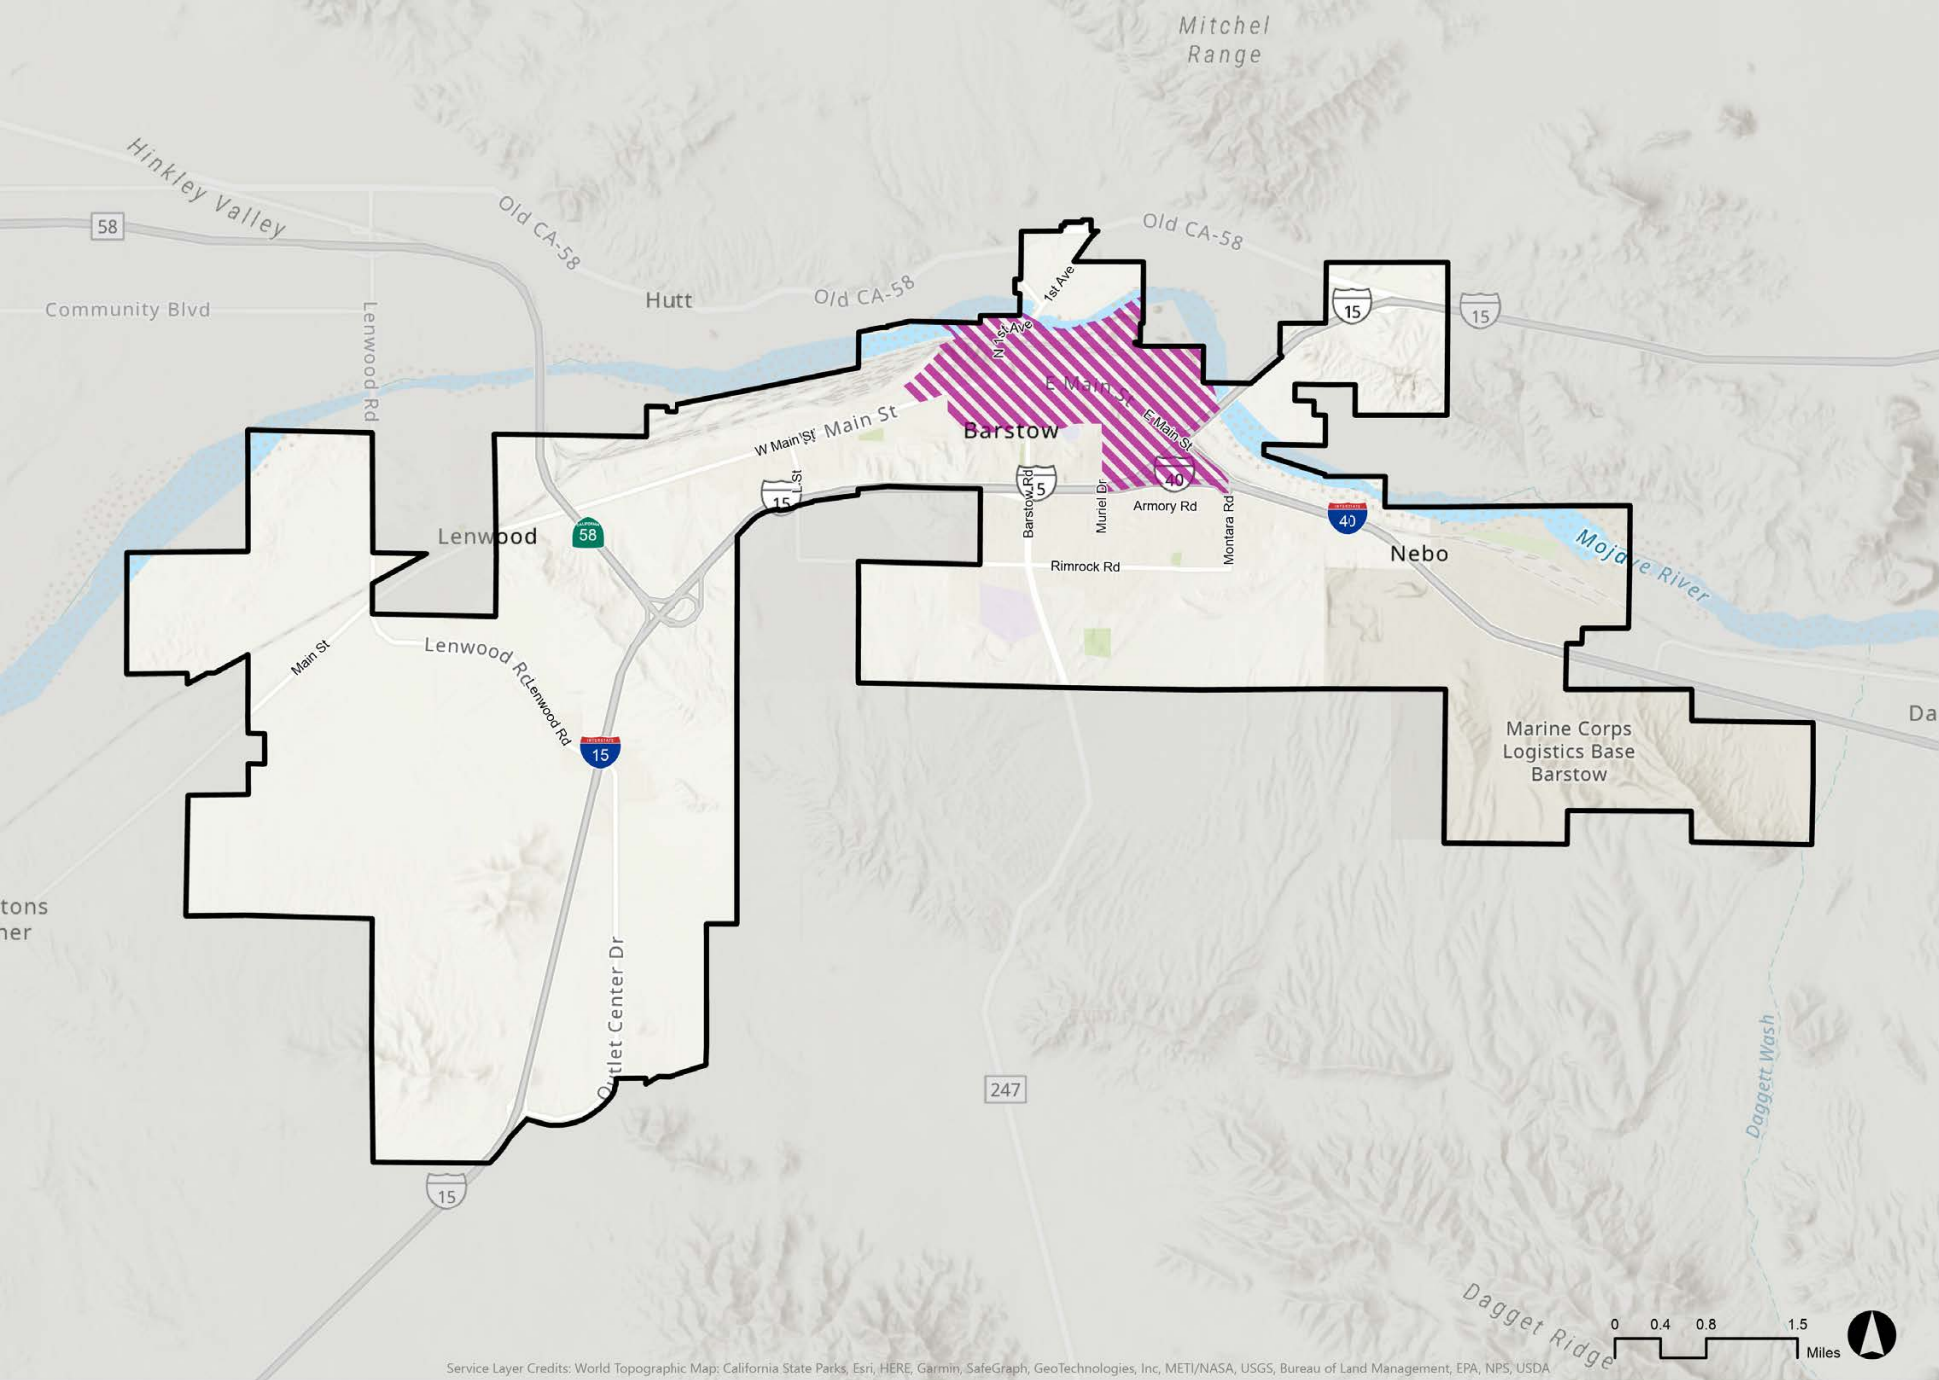 Mitchel
Range
Hinkley Valley
58
Old CA-58
Old CA-58
Old CA-58
Community Blvd
Hutt
Lenwood Rd
1st Ave
N 1st Ave
15
15
E Main St
E Main St
W Main St
Main St
Barstow
L St
15
5
40
Barstow Rd
Muriel Dr
Armory Rd
Montara Rd
40
Nebo
Mojave River
Lenwood
58
Rimrock Rd
Main St
Lenwood Rd
Lenwood Rd
15
Marine Corps
Logistics Base
Barstow
Da
tons
ner
Outlet Center Dr
247
Daggett Wash
15
Dagget Ridge
0 0.4 0.8 1.5
Miles
Service Layer Credits: World Topographic Map: California State Parks, Esri, HERE, Garmin, SafeGraph, GeoTechnologies, Inc, METI/NASA, USGS, Bureau of Land Management, EPA, NPS, USDA